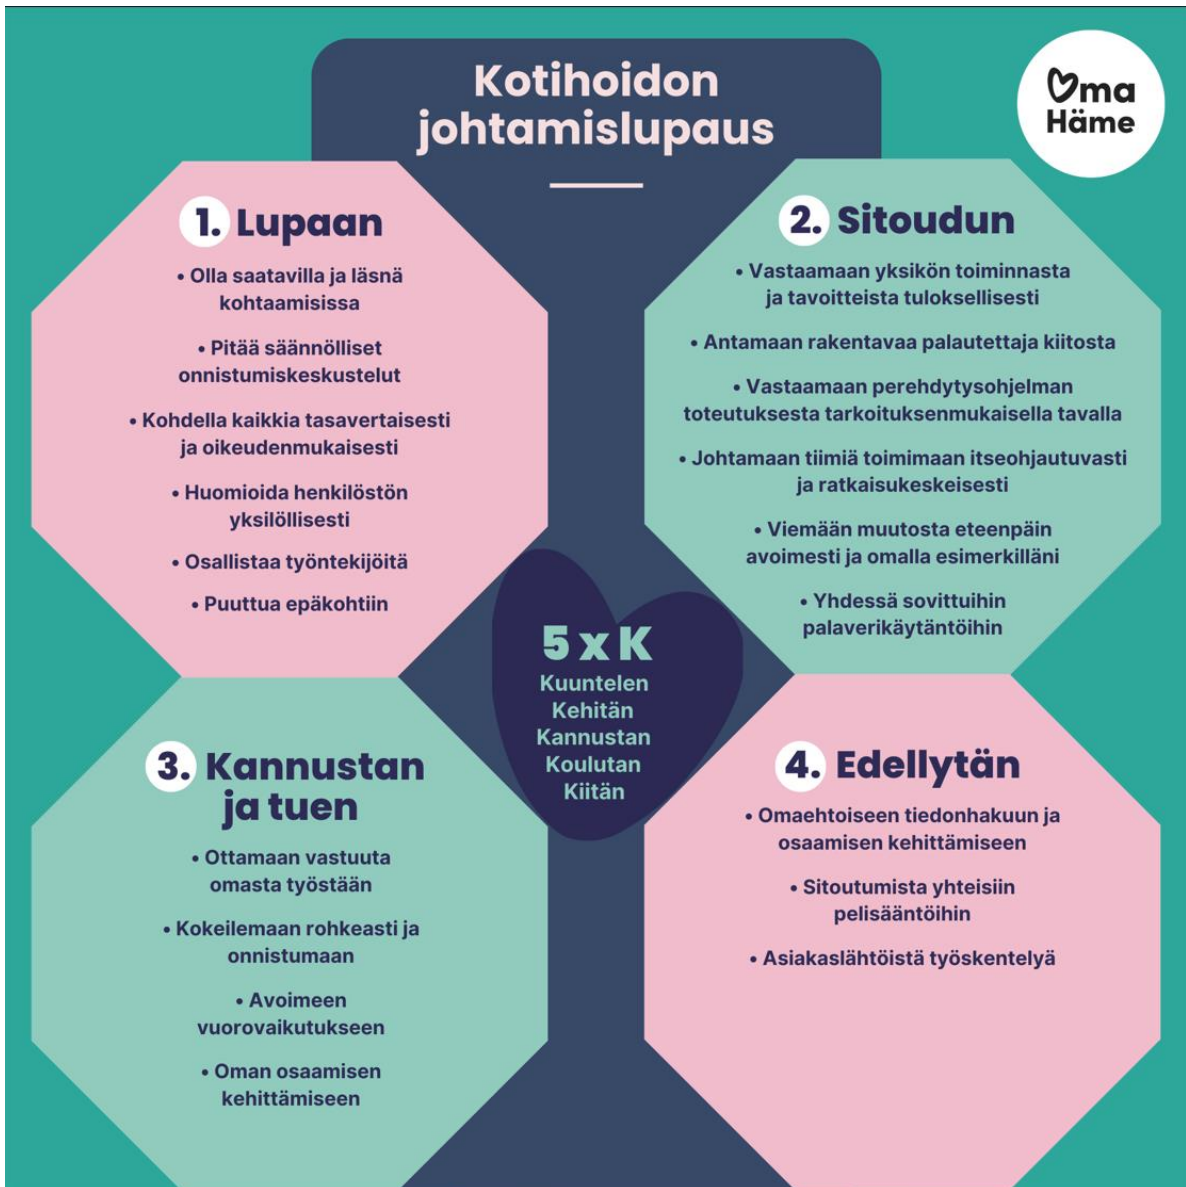 Kotihoidon
johtamislupaus
Oma
Häme
1. Lupaan
• Olla saatavilla ja läsnä
kohtaamisissa
• Pitää säännölliset
onnistumiskeskustelut
• Kohdella kaikkia tasavertaisesti
ja oikeudenmukaisesti
• Huomioida henkilöstön
yksilöllisesti
• Osallistaa työntekijöitä
• Puuttua epäkohtiin
2. Sitoudun
• Vastaamaan yksikön toiminnasta
ja tavoitteista tuloksellisesti
• Antamaan rakentavaa palautettaja kiitosta
• Vastaamaan perehdytysohjelman
toteutuksesta tarkoituksenmukaisella tavalla
• Johtamaan tiimiä toimimaan itseohjautuvasti
ja ratkaisukeskeisesti
• Viemään muutosta eteenpäin
avoimesti ja omalla esimerkilläni
• Yhdessä sovittuihin
palaverikäytäntöihin
5 x K
Kuuntelen
Kehitän
Kannustan
Koulutan
Kiitän
3. Kannustan
ja tuen
• Ottamaan vastuuta
omasta työstään
• Kokeilemaan rohkeasti ja
onnistumaan
• Avoimeen
vuorovaikutukseen
• Oman osaamisen
kehittämiseen
4. Edellytän
• Omaehtoiseen tiedonhakuun ja
osaamisen kehittämiseen
• Sitoutumista yhteisiin
pelisääntöihin
• Asiakaslähtöistä työskentelyä